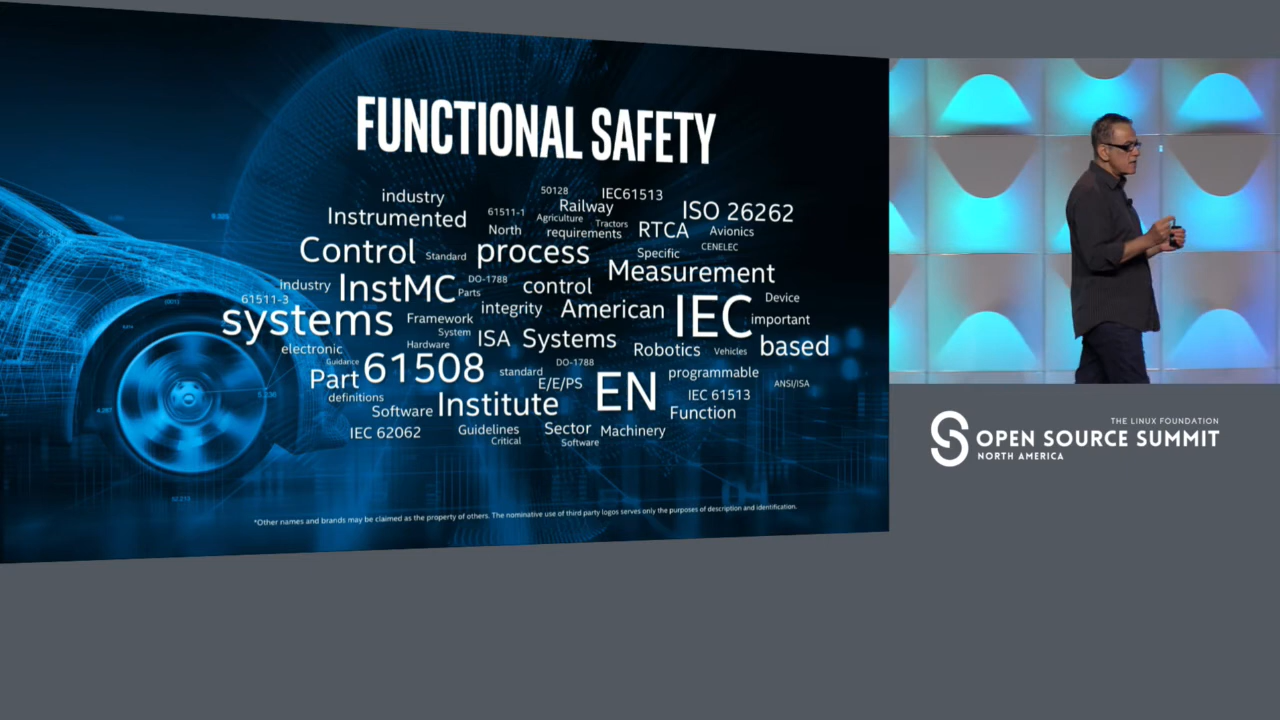 FUNCTIONAL SAFETY
industry 50128 IEC61513
Instrumented 61511-1 Railway ISO 26262
Agriculture Tractors
North requirements RTCA Avionics
Control Standard process Specific CENELEC
InstMC DO-1788 control Measurement
industry Parts
61511-3 integrity American IEC Device
systems Framework important
System
electronic Hardware ISA Systems Robotics Vehicles based
Guidance DO-1788
Part 61508 standard E/E/PS EN programmable ANSI/ISA
definitions IEC 61513
Software Institute Function
IEC 62062 Guidelines Sector Machinery
Critical Software
*Other names and brands may be claimed as the property of others. The nominative use of third party logos serves only the purposes of description and identification.
THE LINUX FOUNDATION
OPEN SOURCE SUMMIT
NORTH AMERICA